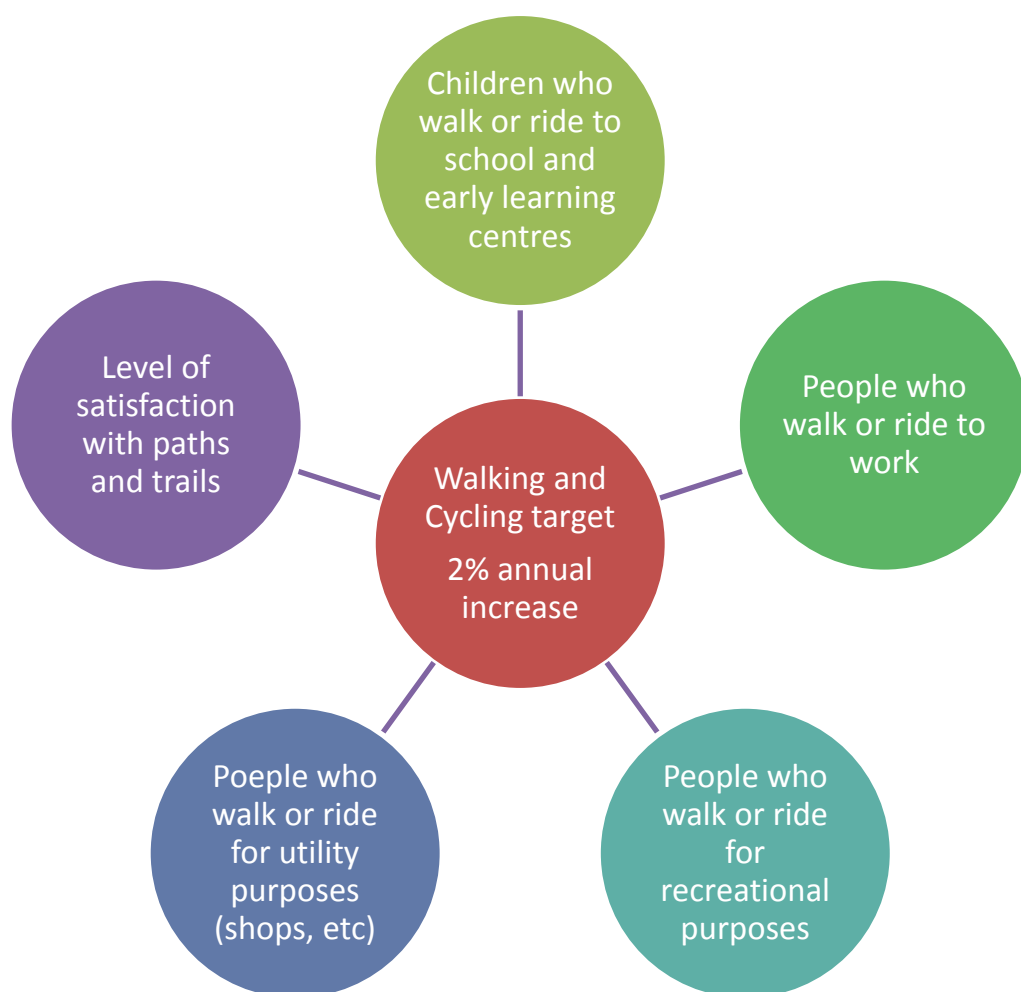 Children who
walk or ride to
school and
early learning
centres
Level of
satisfaction
with paths
and trails
People who
walk or ride to
work
Walking and
Cycling target
2% annual
increase
Poeple who
walk or ride
for utility
purposes
(shops, etc)
People who
walk or ride
for
recreational
purposes